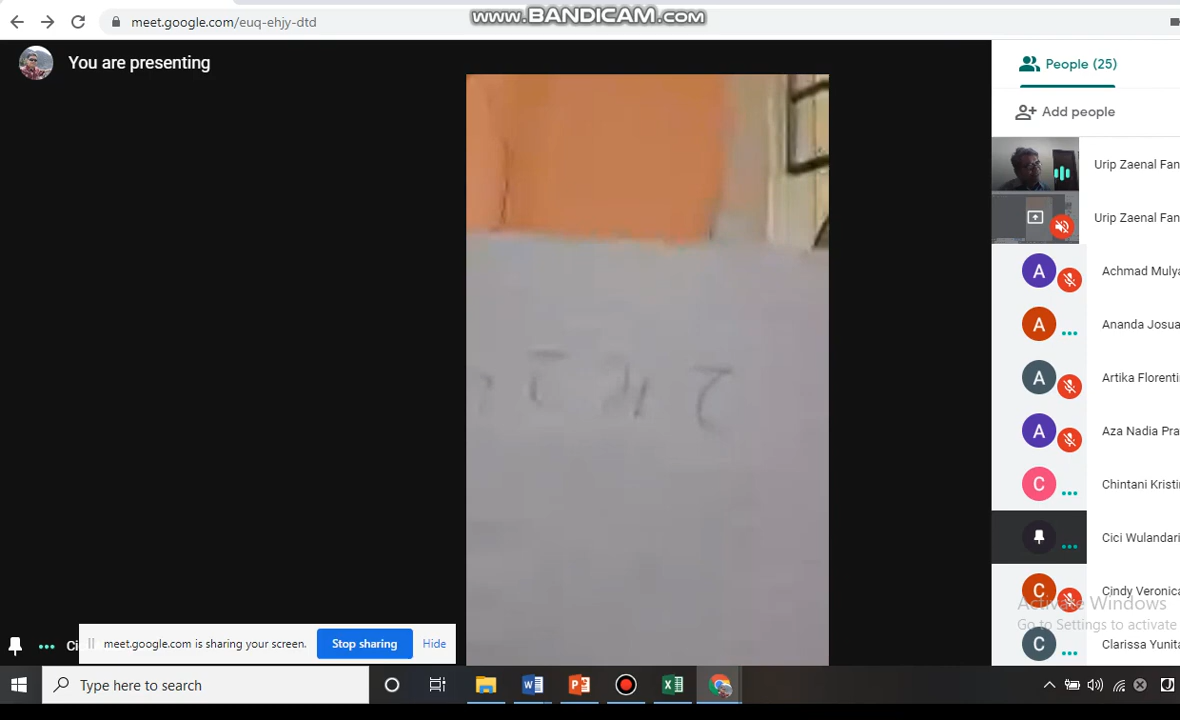 meet.google.com/euq-ehjy-dtd
www.BANDICAM.com
You are presenting
People (25)
Add people
Urip Zaenal Fan
Urip Zaenal Fan
A Achmad Mulya
A Ananda Josua
A Artika Florenti
A Aza Nadia Pra
C Chintani Kristi
Cici Wulandari
C Cindy Veronica
Activate Windows
Go to Settings to activate
C Clarissa Yunita
Ci
meet.google.com is sharing your screen.
Stop sharing
Hide
Type here to search